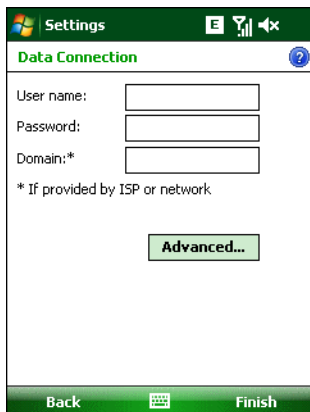 Settings
E
Data Connection
?
User name:
Password:
Domain:*
* If provided by ISP or network
Advanced...
Back
Finish